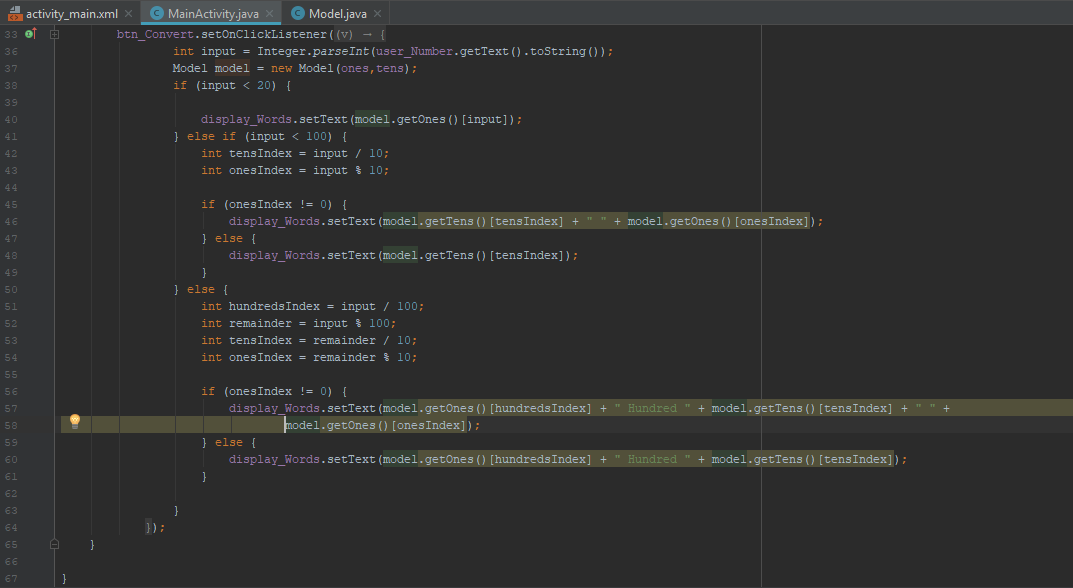 activity_main.xml × MainActivity.java × Model.java ×
33 btn_Convert.setOnClickListener((v) → {
36 int input = Integer.parseInt(user_Number.getText().toString());
37 Model model = new Model(ones,tens);
38 if (input < 20) {
39
40 display_Words.setText(model.getOnes()[input]);
41 } else if (input < 100) {
42 int tensIndex = input / 10;
43 int onesIndex = input % 10;
44
45 if (onesIndex != 0) {
46 display_Words.setText(model.getTens()[tensIndex] + " " + model.getOnes()[onesIndex]);
47 } else {
48 display_Words.setText(model.getTens()[tensIndex]);
49 }
50 } else {
51 int hundredsIndex = input / 100;
52 int remainder = input % 100;
53 int tensIndex = remainder / 10;
54 int onesIndex = remainder % 10;
55
56 if (onesIndex != 0) {
57 display_Words.setText(model.getOnes()[hundredsIndex] + " Hundred " + model.getTens()[tensIndex] + " " +
58 model.getOnes()[onesIndex]);
59 } else {
60 display_Words.setText(model.getOnes()[hundredsIndex] + " Hundred " + model.getTens()[tensIndex]);
61 }
62
63 }
64 });
65 }
66
67 }